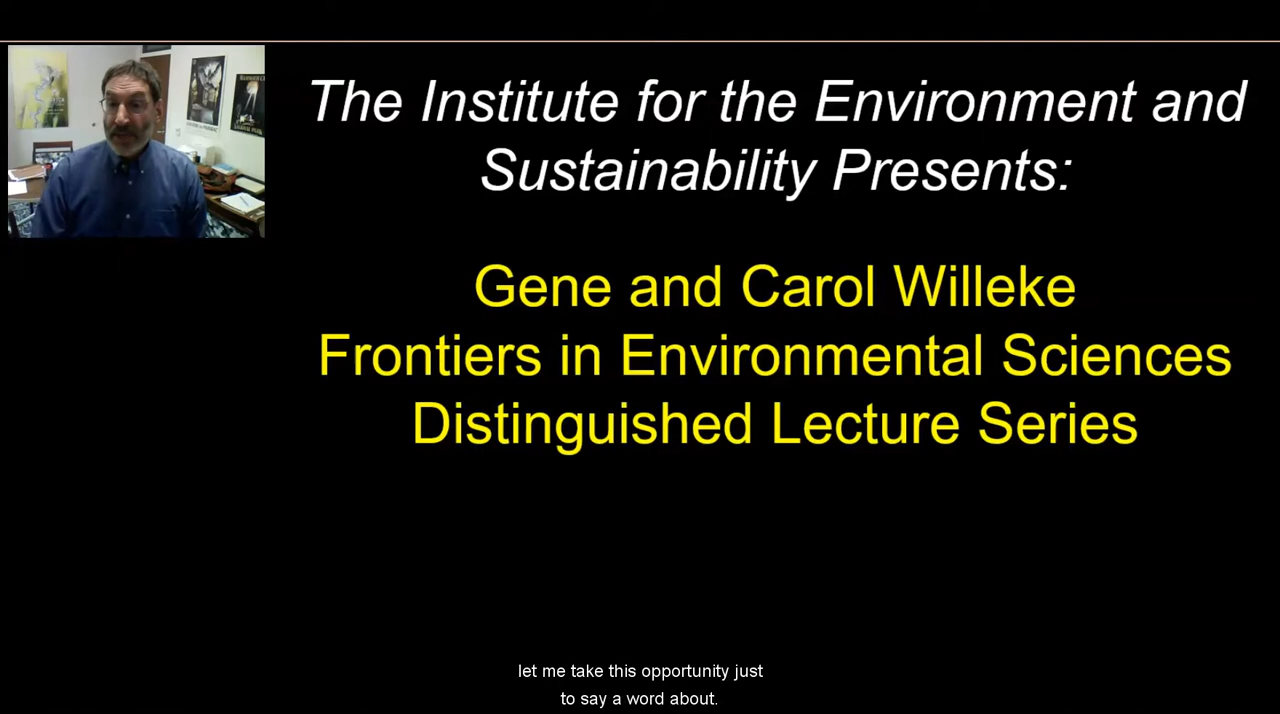 The Institute for the Environment and
Sustainability Presents:
Gene and Carol Willeke
Frontiers in Environmental Sciences
Distinguished Lecture Series
let me take this opportunity just
to say a word about.